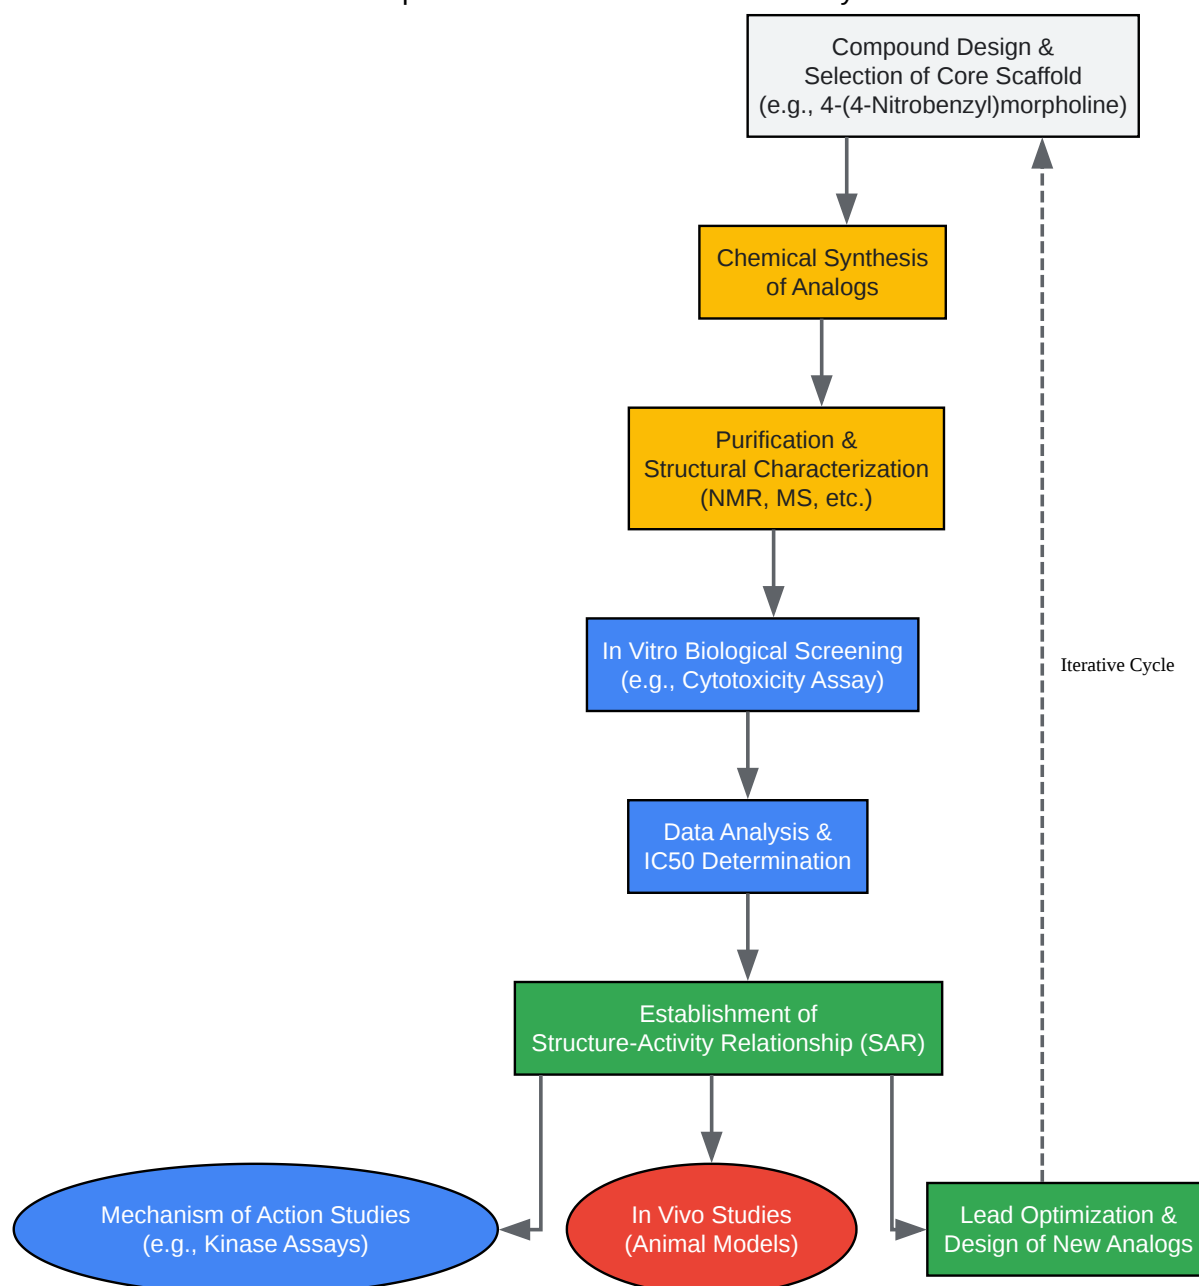 Compound Design &
Selection of Core Scaffold
(e.g., 4-(4-Nitrobenzyl)morpholine)
Chemical Synthesis
of Analogs
Purification &
Structural Characterization
(NMR, MS, etc.)
In Vitro Biological Screening
(e.g., Cytotoxicity Assay)
Iterative Cycle
Data Analysis &
IC50 Determination
Establishment of
Structure-Activity Relationship (SAR)
Mechanism of Action Studies
(e.g., Kinase Assays)
In Vivo Studies
(Animal Models)
Lead Optimization &
Design of New Analogs